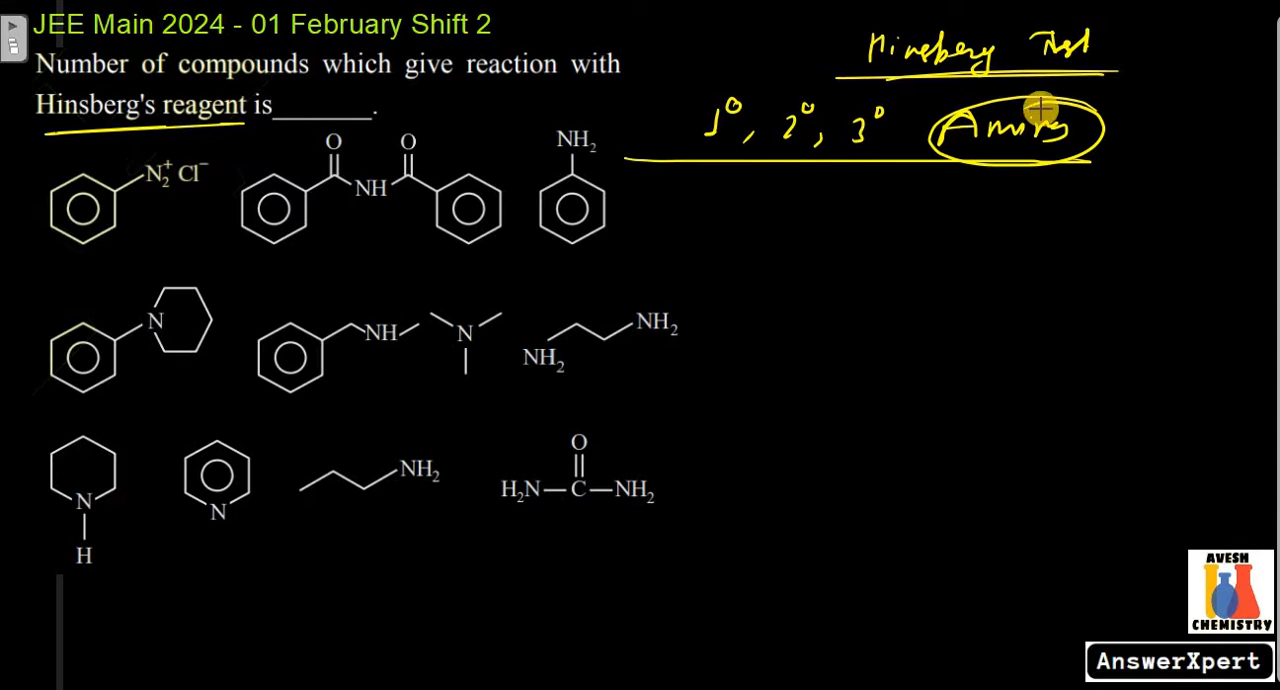 JEE Main 2024 - 01 February Shift 2
Number of compounds which give reaction with
Hinsberg's reagent is________.
Hinsberg Test
1°, 2°, 3° Amines
N₂⁺ Cl⁻
O O
NH
NH₂
N
NH
N
NH₂
NH₂
N
H
N
NH₂
O
H₂N—C—NH₂
AVESH
CHEMISTRY
AnswerXpert